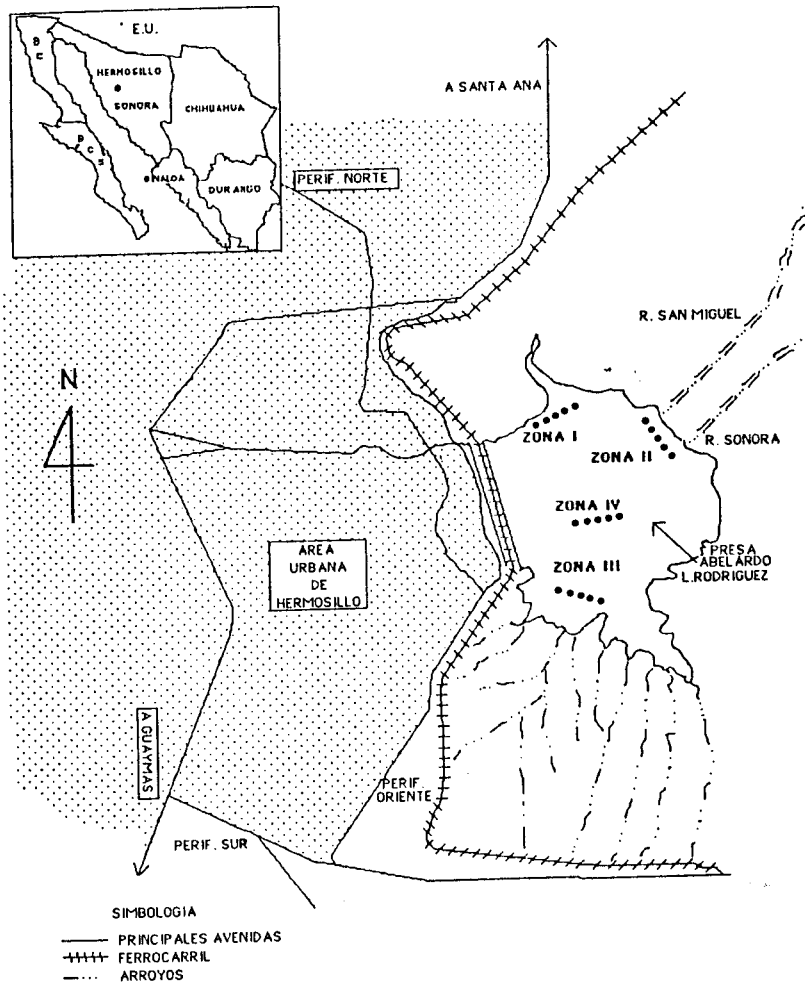 E.U.
B
C
HERMOSILLO
SONORA
CHIHUAHUA
B
C
S
SINALOA
DURANGO
A SANTA ANA
PERIF. NORTE
R. SAN MIGUEL
N
R. SONORA
ZONA I
ZONA II
ZONA IV
ZONA III
PRESA
ABELARDO
L.RODRIGUEZ
AREA
URBANA
DE
HERMOSILLO
A GUAYMAS
PERIF.
ORIENTE
PERIF. SUR
SIMBOLOGIA
PRINCIPALES AVENIDAS
FERROCARRIL
ARROYOS